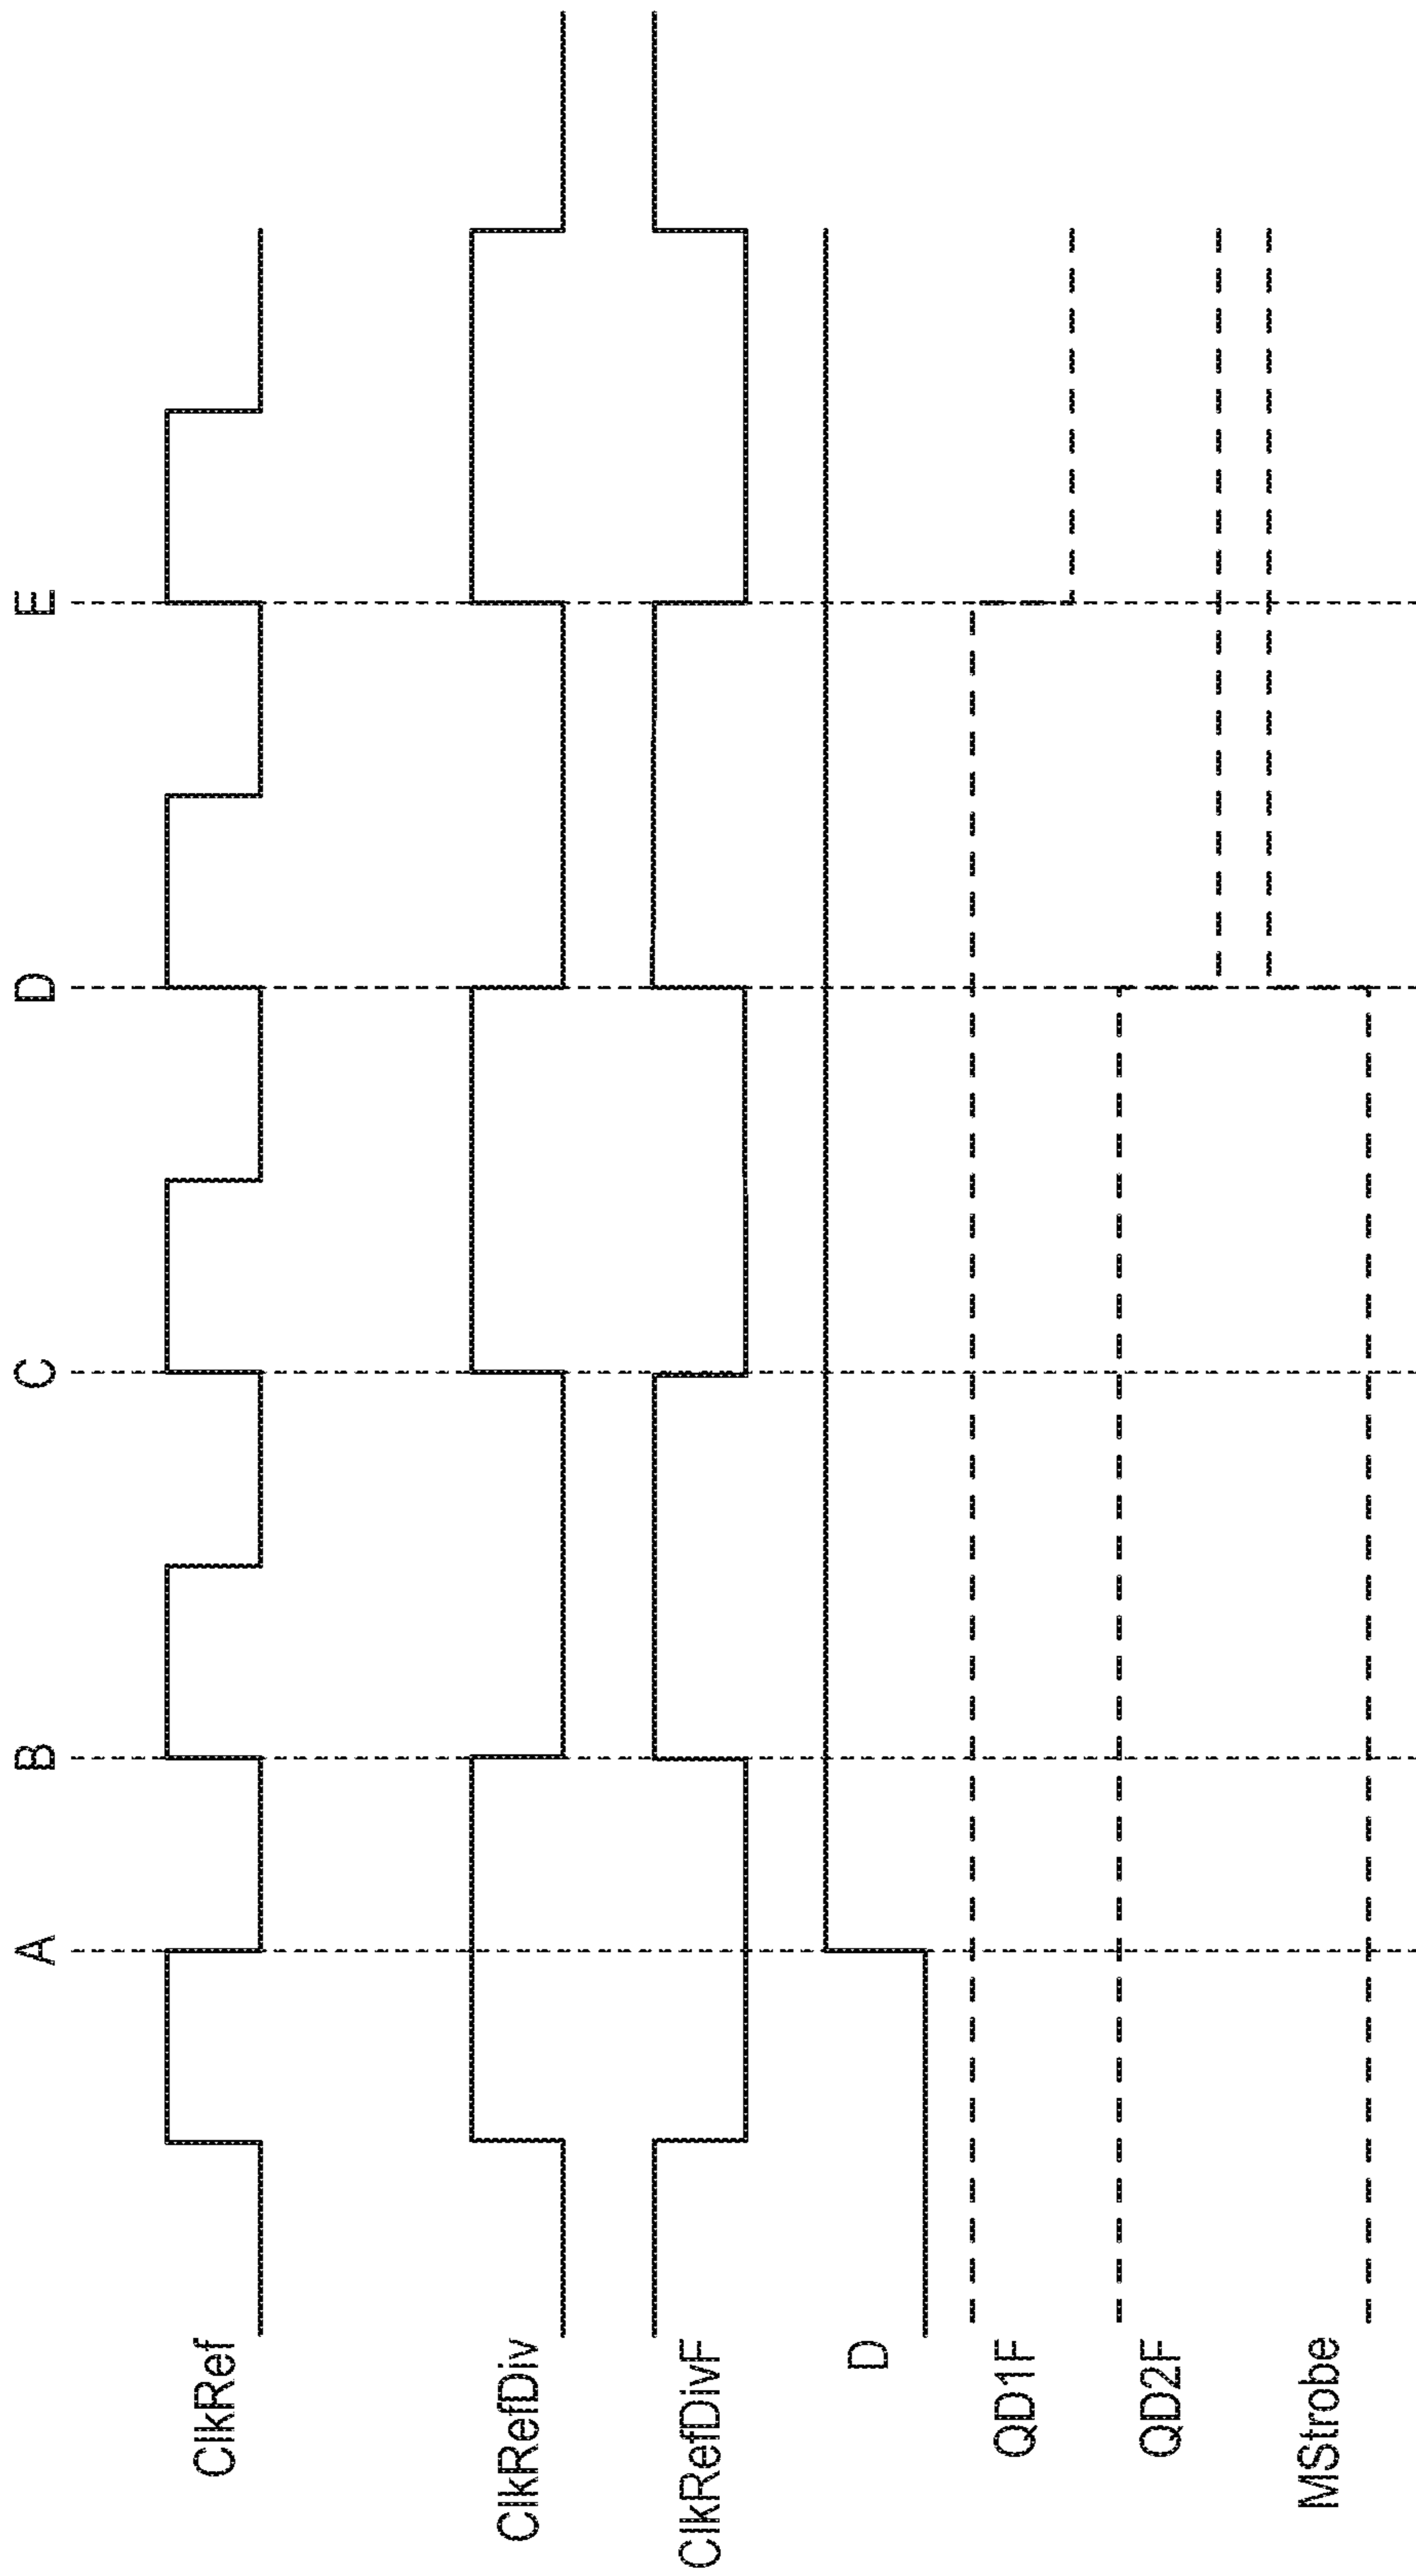 A B C D E
ClkRef
ClkRefDiv
ClkRefDivF
D
QD1F
QD2F
MStrobe